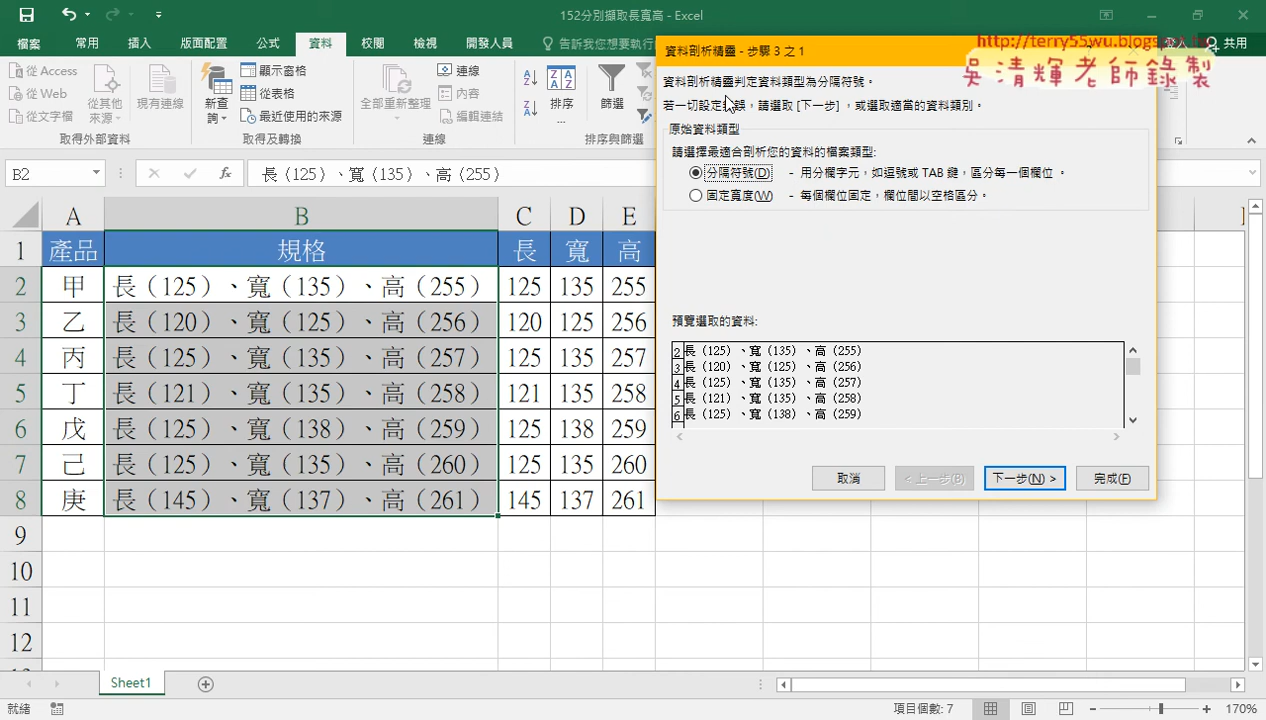 152分別擷取長寬高 - Excel
檔案 常用 插入 版面配置 公式 資料 校閱 檢視 開發人員 告訴我您想要執行 登入 共用
http://terry55wu.blogspot.tw
吳清輝老師錄製
從 Access
從 Web
從文字檔
從其他來源
現有連線
取得外部資料
新查詢
顯示查詢
從表格
最近使用的來源
取得及轉換
全部重新整理
連線
內容
編輯連結
連線
排序...
篩選
排序與篩選
B2
fx
長（125）、寬（135）、高（255）
A B C D E
1 產品 規格 長 寬 高
2 甲 長（125）、寬（135）、高（255） 125 135 255
3 乙 長（120）、寬（125）、高（256） 120 125 256
4 丙 長（125）、寬（135）、高（257） 125 135 257
5 丁 長（121）、寬（135）、高（258） 121 135 258
6 戊 長（125）、寬（138）、高（259） 125 138 259
7 己 長（125）、寬（135）、高（260） 125 135 260
8 庚 長（145）、寬（137）、高（261） 145 137 261
9
10
11
12
資料剖析精靈 - 步驟 3 之 1
資料剖析精靈判定資料類型為分隔符號。
若一切設定無誤，請選取 [下一步]，或選取適當的資料類別。
原始資料類型
請選擇最適合剖析您的資料的檔案類型:
分隔符號(D) - 用分欄字元，如逗號或 TAB 鍵，區分每一個欄位。
固定寬度(W) - 每個欄位固定，欄位間以空格區分。
預覽選取的資料:
2 長（125）、寬（135）、高（255）
3 長（120）、寬（125）、高（256）
4 長（125）、寬（135）、高（257）
5 長（121）、寬（135）、高（258）
6 長（125）、寬（138）、高（259）
取消 < 上一步(B) 下一步(N) > 完成(F)
Sheet1
就緒
項目個數: 7
170%